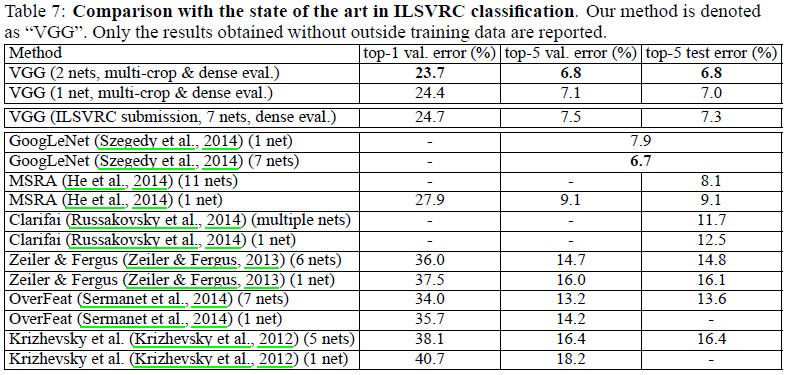 Table 7: Comparison with the state of the art in ILSVRC classification. Our method is denoted
as “VGG”. Only the results obtained without outside training data are reported.
Method top-1 val. error (%) top-5 val. error (%) top-5 test error (%)
VGG (2 nets, multi-crop & dense eval.) 23.7 6.8 6.8
VGG (1 net, multi-crop & dense eval.) 24.4 7.1 7.0
VGG (ILSVRC submission, 7 nets, dense eval.) 24.7 7.5 7.3
GoogLeNet (Szegedy et al., 2014) (1 net) - 7.9
GoogLeNet (Szegedy et al., 2014) (7 nets) - 6.7
MSRA (He et al., 2014) (11 nets) - - 8.1
MSRA (He et al., 2014) (1 net) 27.9 9.1 9.1
Clarifai (Russakovsky et al., 2014) (multiple nets) - - 11.7
Clarifai (Russakovsky et al., 2014) (1 net) - - 12.5
Zeiler & Fergus (Zeiler & Fergus, 2013) (6 nets) 36.0 14.7 14.8
Zeiler & Fergus (Zeiler & Fergus, 2013) (1 net) 37.5 16.0 16.1
OverFeat (Sermanet et al., 2014) (7 nets) 34.0 13.2 13.6
OverFeat (Sermanet et al., 2014) (1 net) 35.7 14.2 -
Krizhevsky et al. (Krizhevsky et al., 2012) (5 nets) 38.1 16.4 16.4
Krizhevsky et al. (Krizhevsky et al., 2012) (1 net) 40.7 18.2 -